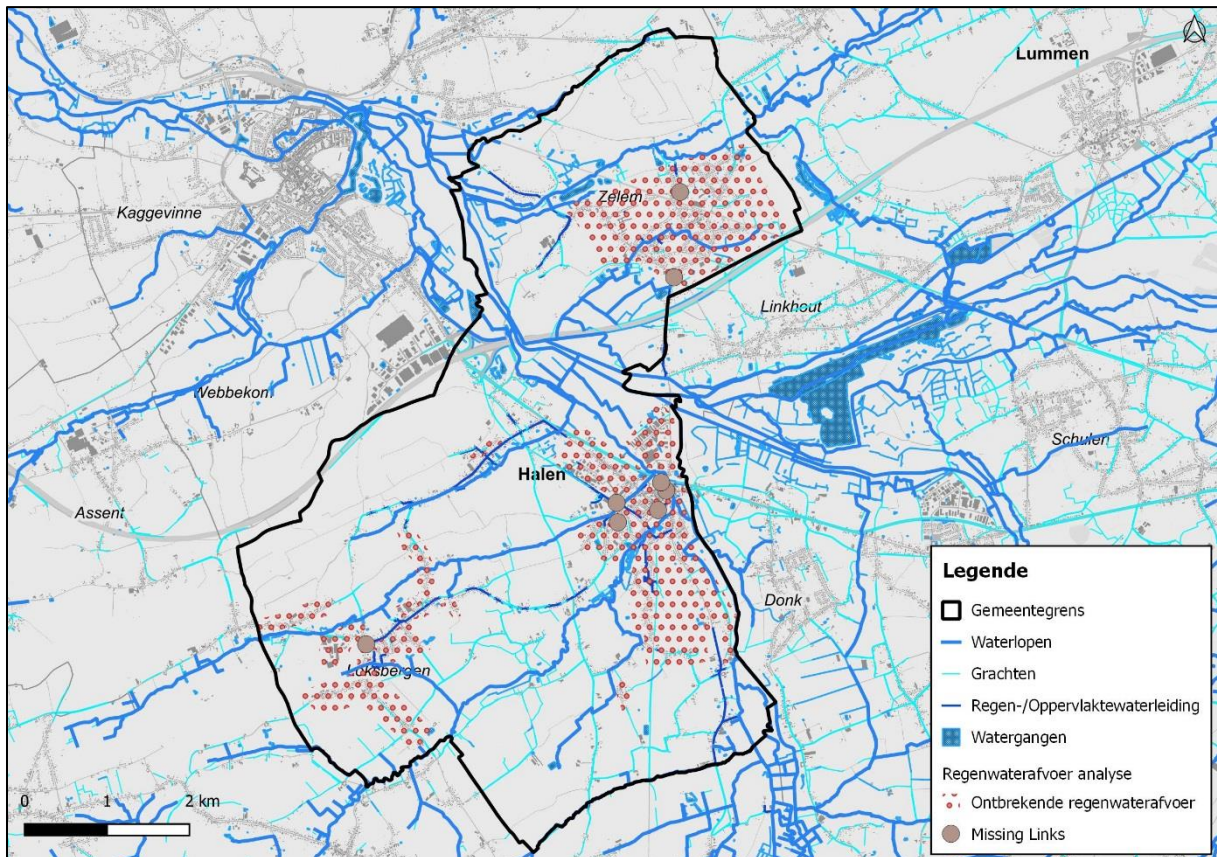 Lummen
Kaggevinne
Zelem
Linkhout
Webbekom
Schulen
Halen
Assent
Donk
Loksbergen
0 1 2 km
Legende
Gemeentegrens
Waterlopen
Grachten
Regen-/Oppervlaktewaterleiding
Watergangen
Regenwaterafvoer analyse
Ontbrekende regenwaterafvoer
Missing Links